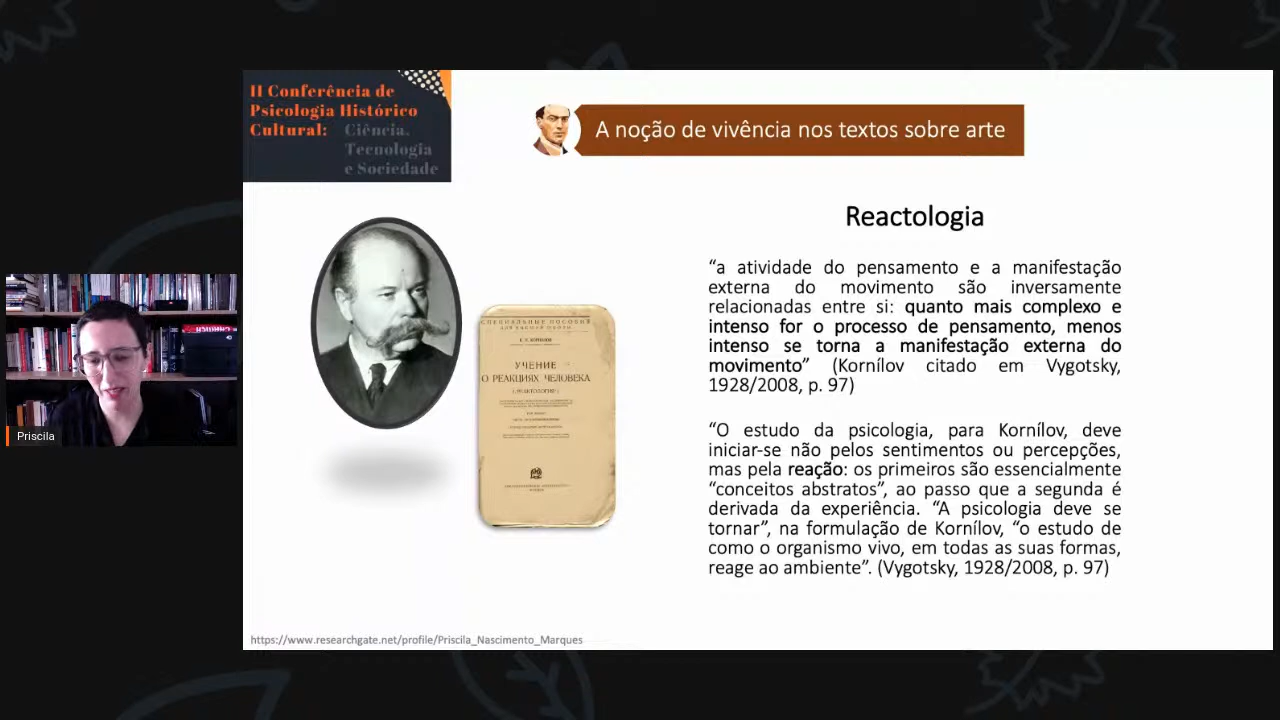 II Conferência de
Psicologia Histórico
Cultural: Ciência,
Tecnologia
e Sociedade
A noção de vivência nos textos sobre arte
Reactologia
“a atividade do pensamento e a manifestação
externa do movimento são inversamente
relacionadas entre si: quanto mais complexo e
intenso for o processo de pensamento, menos
intenso se torna a manifestação externa do
movimento” (Kornílov citado em Vygotsky,
1928/2008, p. 97)
“O estudo da psicologia, para Kornílov, deve
iniciar-se não pelos sentimentos ou percepções,
mas pela reação: os primeiros são essencialmente
“conceitos abstratos”, ao passo que a segunda é
derivada da experiência. “A psicologia deve se
tornar”, na formulação de Kornílov, “o estudo de
como o organismo vivo, em todas as suas formas,
reage ao ambiente”. (Vygotsky, 1928/2008, p. 97)
УЧЕНИЕ
О РЕАКЦИЯХ ЧЕЛОВЕКА
Priscila
https://www.researchgate.net/profile/Priscila_Nascimento_Marques